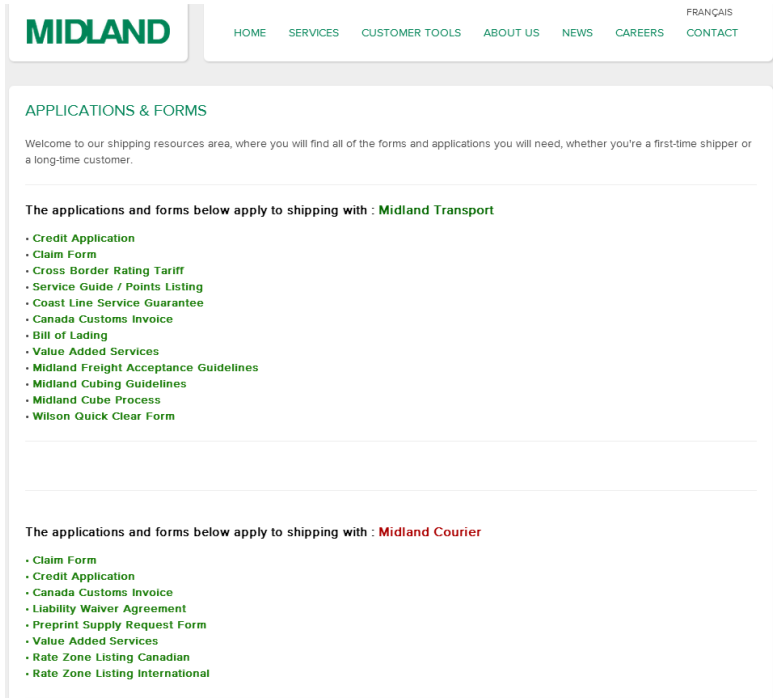 FRANÇAIS
MIDLAND
HOME SERVICES CUSTOMER TOOLS ABOUT US NEWS CAREERS CONTACT
APPLICATIONS & FORMS
Welcome to our shipping resources area, where you will find all of the forms and applications you will need, whether you're a first-time shipper or
a long-time customer.
The applications and forms below apply to shipping with : Midland Transport
• Credit Application
• Claim Form
• Cross Border Rating Tariff
• Service Guide / Points Listing
• Coast Line Service Guarantee
• Canada Customs Invoice
• Bill of Lading
• Value Added Services
• Midland Freight Acceptance Guidelines
• Midland Cubing Guidelines
• Midland Cube Process
• Wilson Quick Clear Form
The applications and forms below apply to shipping with : Midland Courier
• Claim Form
• Credit Application
• Canada Customs Invoice
• Liability Waiver Agreement
• Preprint Supply Request Form
• Value Added Services
• Rate Zone Listing Canadian
• Rate Zone Listing International